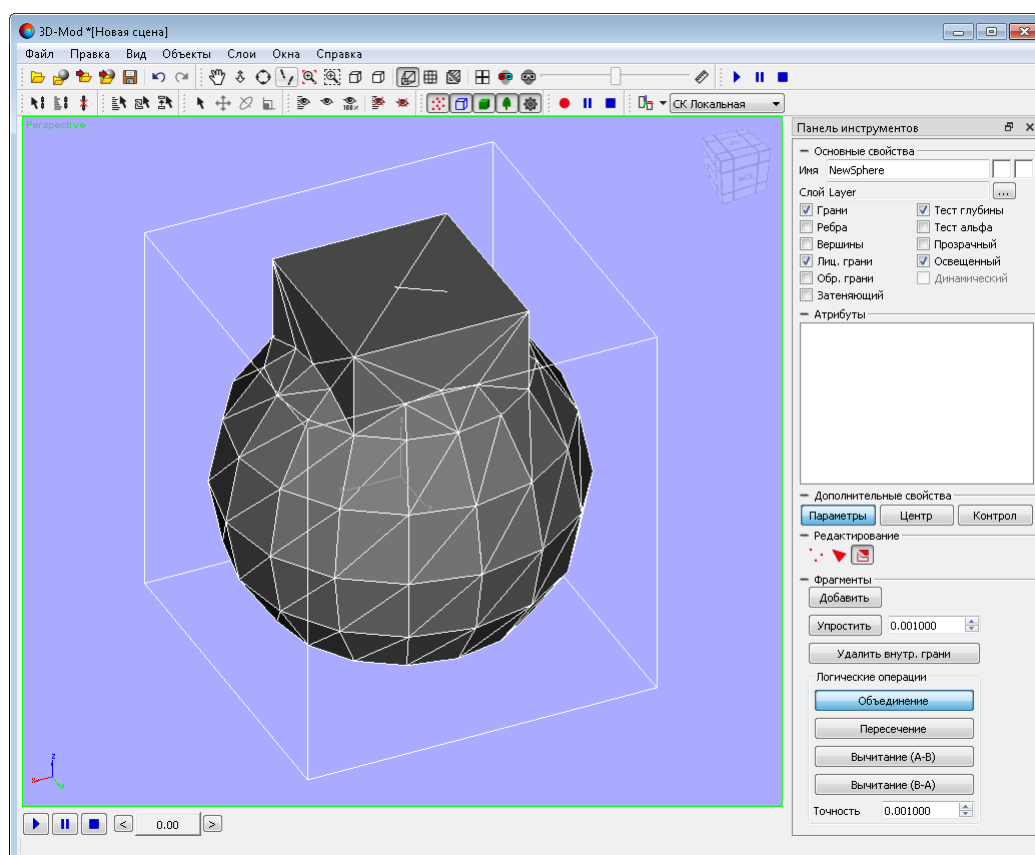 3D-Mod *[Новая сцена]
Файл Правка Вид Объекты Слои Окна Справка
СК Локальная
Perspective
Панель инструментов
Основные свойства
Имя NewSphere
Слой Layer ...
Грани Тест глубины
Ребра Тест альфа
Вершины Прозрачный
Лиц. грани Освещенный
Обр. грани Динамический
Затеняющий
Атрибуты
Дополнительные свойства
Параметры Центр Контрол
Редактирование
Фрагменты
Добавить
Упростить 0.001000
Удалить внутр. грани
Логические операции
Объединение
Пересечение
Вычитание (A-B)
Вычитание (B-A)
Точность 0.001000
z
< 0.00 >